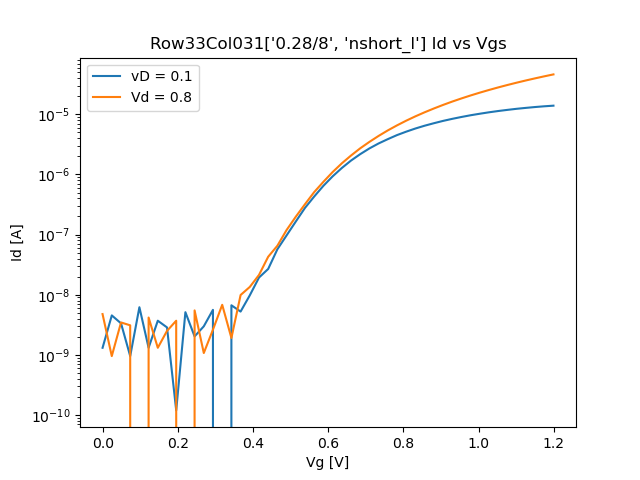 Row33Col031['0.28/8', 'nshort_l'] Id vs Vgs
vD = 0.1
Vd = 0.8
10⁻⁵
10⁻⁶
10⁻⁷
10⁻⁸
10⁻⁹
10⁻¹⁰
Id [A]
0.0 0.2 0.4 0.6 0.8 1.0 1.2
Vg [V]